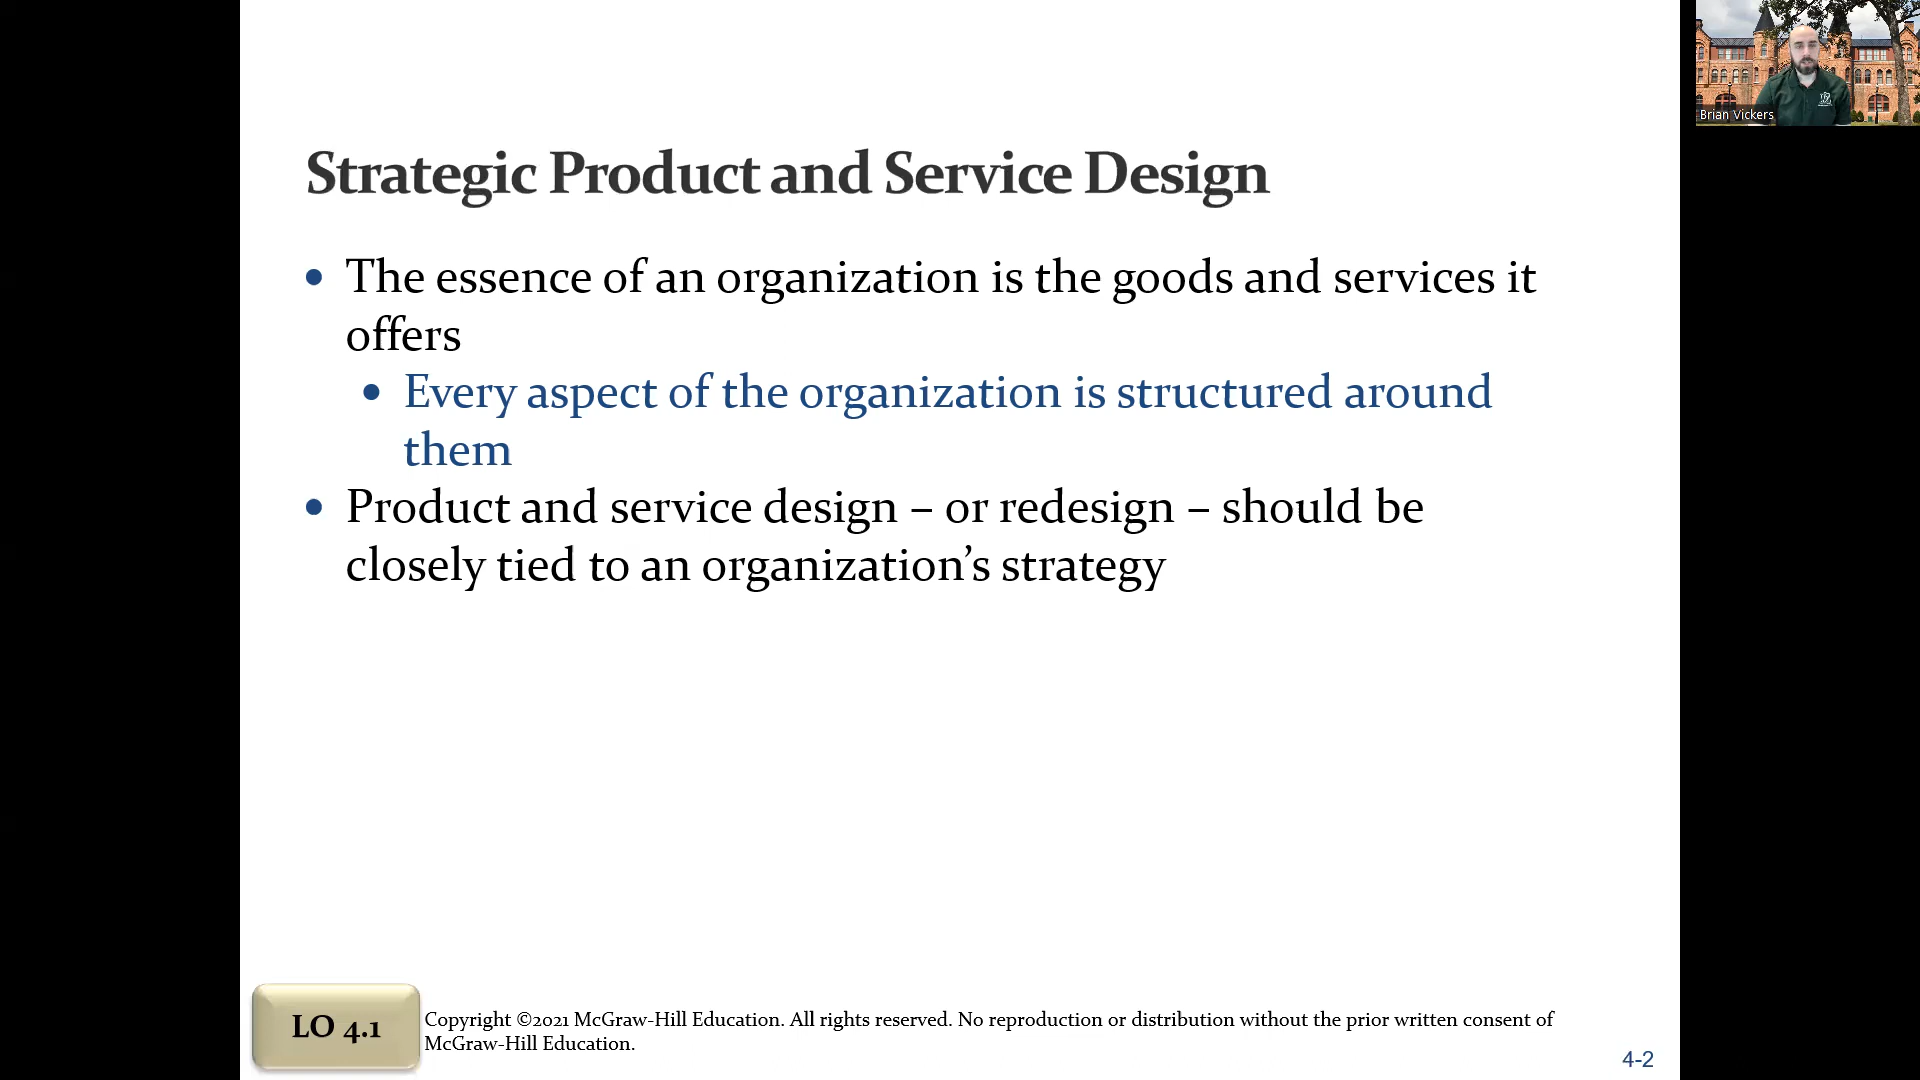 Brian Vickers
Strategic Product and Service Design
• The essence of an organization is the goods and services it
offers
• Every aspect of the organization is structured around
them
• Product and service design – or redesign – should be
closely tied to an organization’s strategy
LO 4.1
Copyright ©2021 McGraw-Hill Education. All rights reserved. No reproduction or distribution without the prior written consent of
McGraw-Hill Education.
4-2